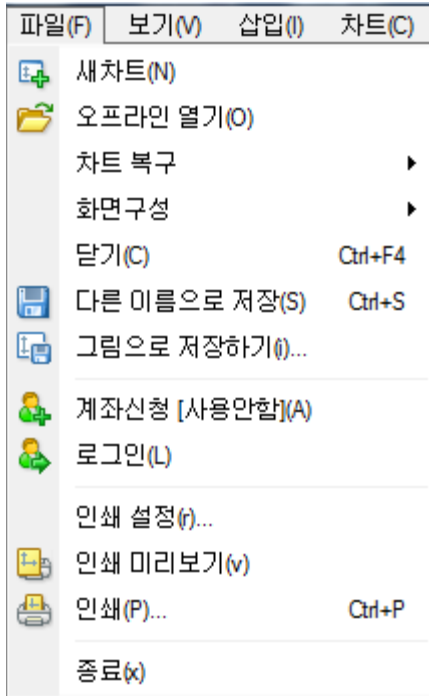 파일(F) 보기(V) 삽입(I) 차트(C)
새차트(N)
오프라인 열기(O)
차트 복구
화면구성
닫기(C) Ctrl+F4
다른 이름으로 저장(S) Ctrl+S
그림으로 저장하기(i)...
계좌신청 [사용안함](A)
로그인(L)
인쇄 설정(r)...
인쇄 미리보기(v)
인쇄(P)... Ctrl+P
종료(x)